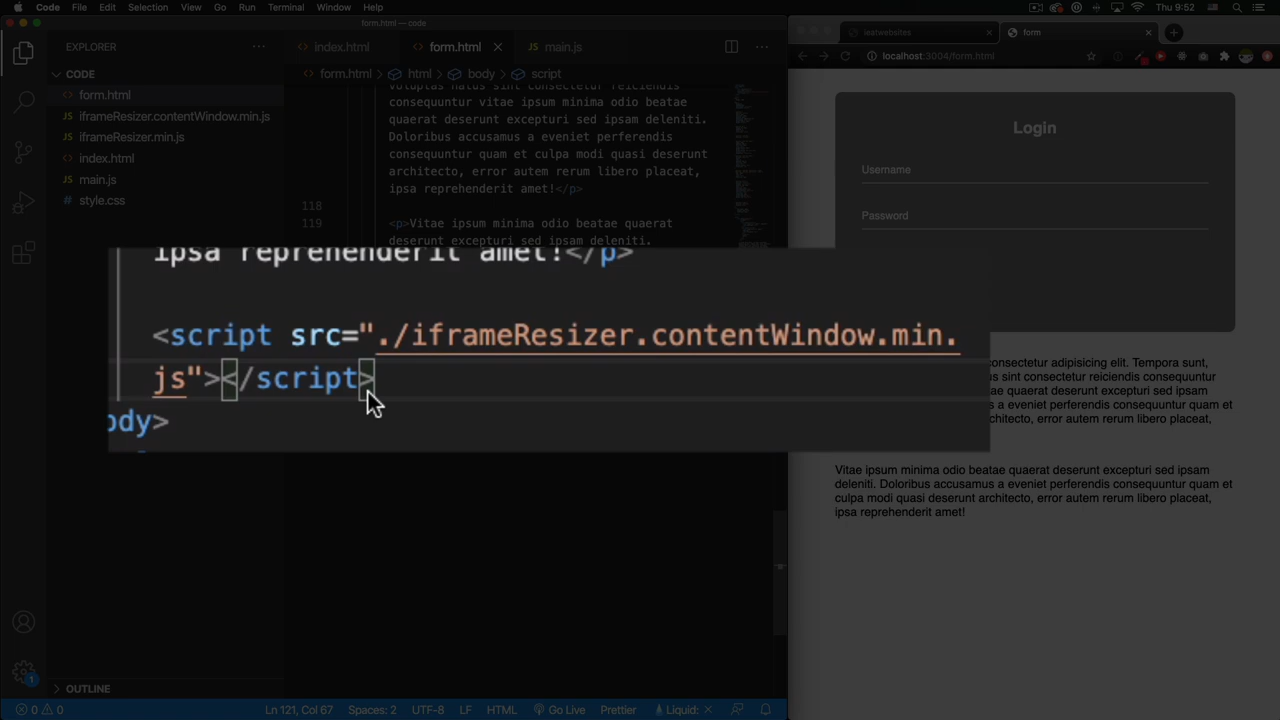 Code File Edit Selection View Go Run Terminal Window Help
Thu 9:52
form.html — code
EXPLORER
index.html
form.html
main.js
form
localhost:3004/form.html
CODE
form.html > html > body > script
form.html
iframeResizer.contentWindow.min.js
iframeResizer.min.js
index.html
main.js
style.css
voluptas natus sint consectetur reiciendis
consequuntur vitae ipsum minima odio beatae
quaerat deserunt excepturi sed ipsam deleniti.
Doloribus accusamus a eveniet perferendis
consequuntur quam et culpa modi quasi deserunt
architecto, error autem rerum libero placeat,
ipsa reprehenderit amet!</p>
118
119 <p>Vitae ipsum minima odio beatae quaerat
deserunt excepturi sed ipsam deleniti.
ipsa reprehenderit amet!</p>
<script src="./iframeResizer.contentWindow.min.
js"></script>
ody>
Login
Username
Password
onsectetur adipisicing elit. Tempora sunt,
s sint consectetur reiciendis consequuntur
quaerat deserunt excepturi sed ipsam
a eveniet perferendis consequuntur quam et
, error autem rerum libero placeat,
Vitae ipsum minima odio beatae quaerat deserunt excepturi sed ipsam
deleniti. Doloribus accusamus a eveniet perferendis consequuntur quam et
culpa modi quasi deserunt architecto, error autem rerum libero placeat,
ipsa reprehenderit amet!
OUTLINE
1
0 0
Ln 121, Col 67 Spaces: 2 UTF-8 LF HTML Go Live Prettier Liquid: